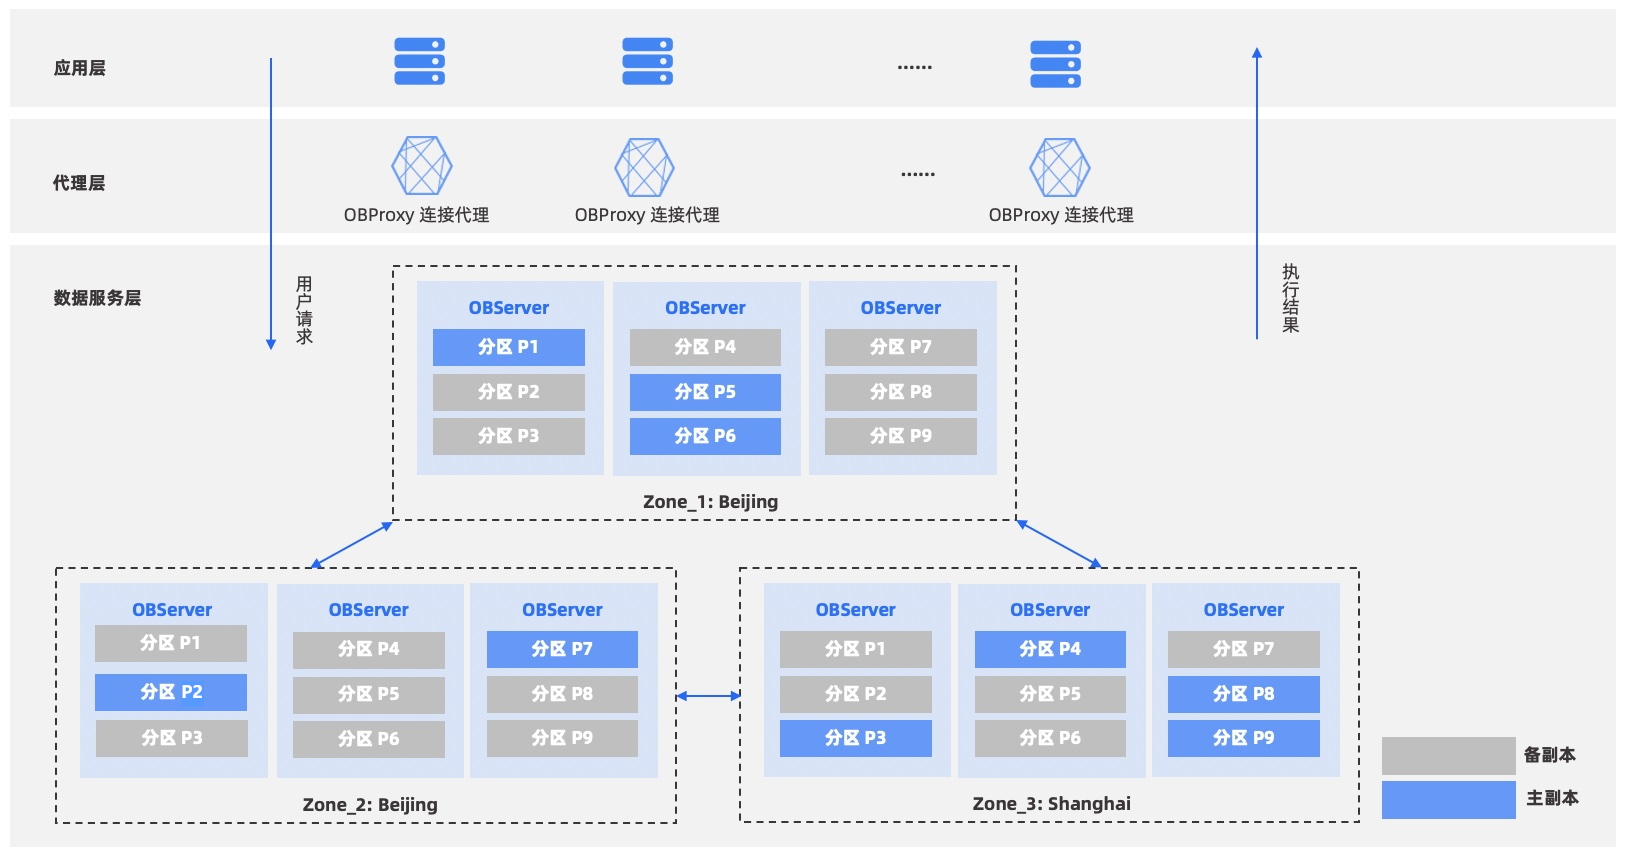 应用层
......
代理层
......
OBProxy 连接代理
OBProxy 连接代理
OBProxy 连接代理
数据服务层
用户请求
执行结果
OBServer
分区 P1
分区 P2
分区 P3
OBServer
分区 P4
分区 P5
分区 P6
OBServer
分区 P7
分区 P8
分区 P9
Zone_1: Beijing
OBServer
分区 P1
分区 P2
分区 P3
OBServer
分区 P4
分区 P5
分区 P6
OBServer
分区 P7
分区 P8
分区 P9
Zone_2: Beijing
OBServer
分区 P1
分区 P2
分区 P3
OBServer
分区 P4
分区 P5
分区 P6
OBServer
分区 P7
分区 P8
分区 P9
Zone_3: Shanghai
备副本
主副本